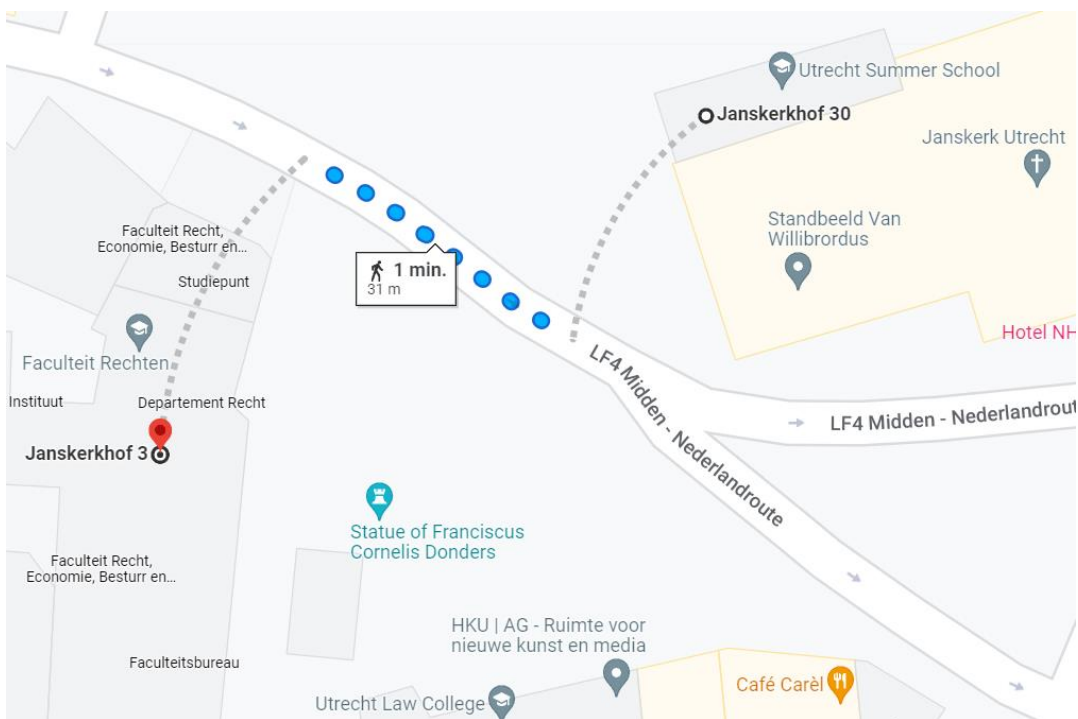 Utrecht Summer School
Janskerkhof 30
Janskerk Utrecht
Standbeeld Van
Willibrordus
Hotel NH
Faculteit Recht,
Economie, Besturr en...
Studiepunt
1 min.
31 m
Faculteit Rechten
Instituut
Departement Recht
LF4 Midden - Nederlandroute
LF4 Midden - Nederlandrout
Janskerkhof 3
Statue of Franciscus
Cornelis Donders
Faculteit Recht,
Economie, Besturr en...
HKU | AG - Ruimte voor
nieuwe kunst en media
Faculteitsbureau
Café Carèl
Utrecht Law College